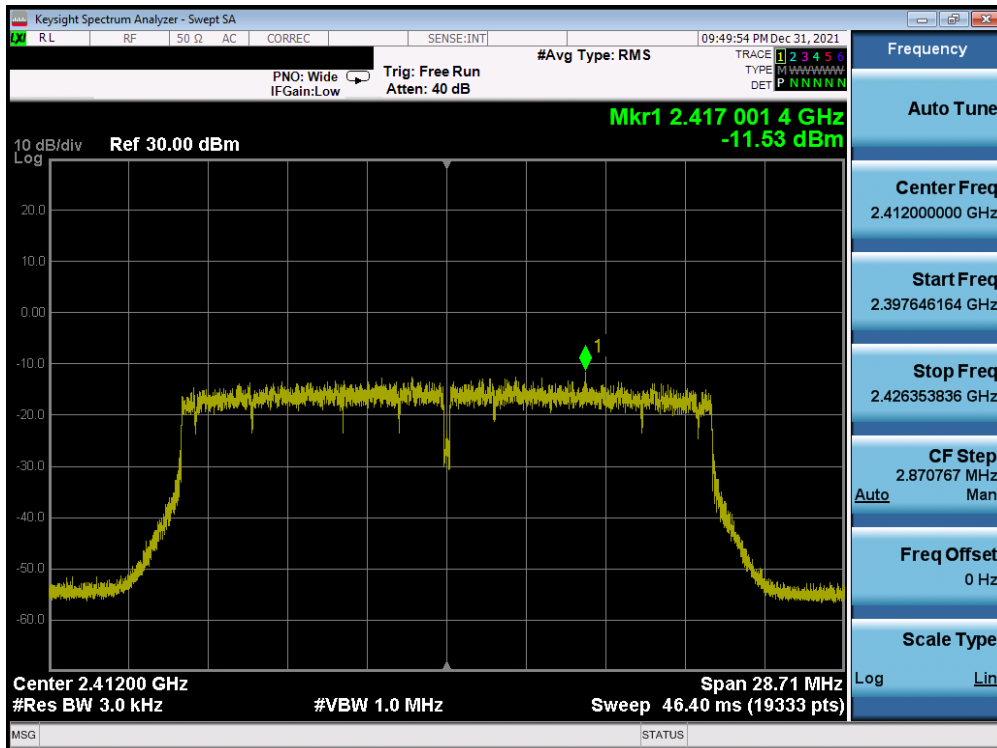 Keysight Spectrum Analyzer - Swept SA
LXI RL RF 50 Ω AC CORREC SENSE:INT 09:49:54 PM Dec 31, 2021
#Avg Type: RMS TRACE 1 2 3 4 5 6
PNO: Wide Trig: Free Run TYPE M W W W W W
IFGain:Low Atten: 40 dB DET P N N N N N
Mkr1 2.417 001 4 GHz
-11.53 dBm
10 dB/div Ref 30.00 dBm
Log
20.0
10.0
0.00
1
-10.0
-20.0
-30.0
-40.0
-50.0
-60.0
Center 2.41200 GHz Span 28.71 MHz
#Res BW 3.0 kHz #VBW 1.0 MHz Sweep 46.40 ms (19333 pts)
MSG STATUS
Frequency
Auto Tune
Center Freq
2.412000000 GHz
Start Freq
2.397646164 GHz
Stop Freq
2.426353836 GHz
CF Step
2.870767 MHz
Auto Man
Freq Offset
0 Hz
Scale Type
Log Lin